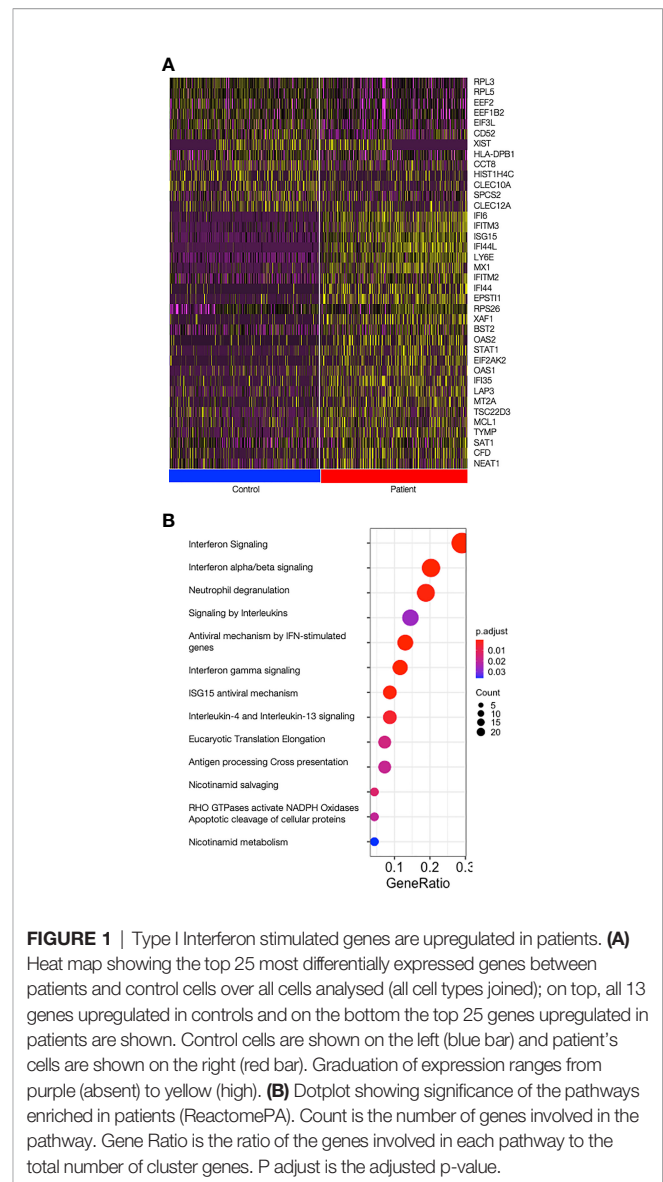 A
RPL3
RPL5
EEF2
EEF1B2
EIF3L
CD52
XIST
HLA-DPB1
CCT8
HIST1H4C
CLEC10A
SPCS2
CLEC12A
IFI6
IFITM3
ISG15
IFI44L
LY6E
MX1
IFITM2
IFI44
EPSTI1
RPS26
XAF1
BST2
OAS2
STAT1
EIF2AK2
OAS1
IFI35
LAP3
MT2A
TSC22D3
MCL1
TYMP
SAT1
CFD
NEAT1
Control Patient
B
Interferon Signaling
Interferon alpha/beta signaling
Neutrophil degranulation
Signaling by Interleukins
Antiviral mechanism by IFN-stimulated
genes
Interferon gamma signaling
ISG15 antiviral mechanism
Interleukin-4 and Interleukin-13 signaling
Eucaryotic Translation Elongation
Antigen processing Cross presentation
Nicotinamid salvaging
RHO GTPases activate NADPH Oxidases
Apoptotic cleavage of cellular proteins
Nicotinamid metabolism
0.1 0.2 0.3
GeneRatio
p.adjust
0.01
0.02
0.03
Count
5
10
15
20
FIGURE 1 | Type I Interferon stimulated genes are upregulated in patients. (A)
Heat map showing the top 25 most differentially expressed genes between
patients and control cells over all cells analysed (all cell types joined); on top, all 13
genes upregulated in controls and on the bottom the top 25 genes upregulated in
patients are shown. Control cells are shown on the left (blue bar) and patient's
cells are shown on the right (red bar). Graduation of expression ranges from
purple (absent) to yellow (high). (B) Dotplot showing significance of the pathways
enriched in patients (ReactomePA). Count is the number of genes involved in the
pathway. Gene Ratio is the ratio of the genes involved in each pathway to the
total number of cluster genes. P adjust is the adjusted p-value.